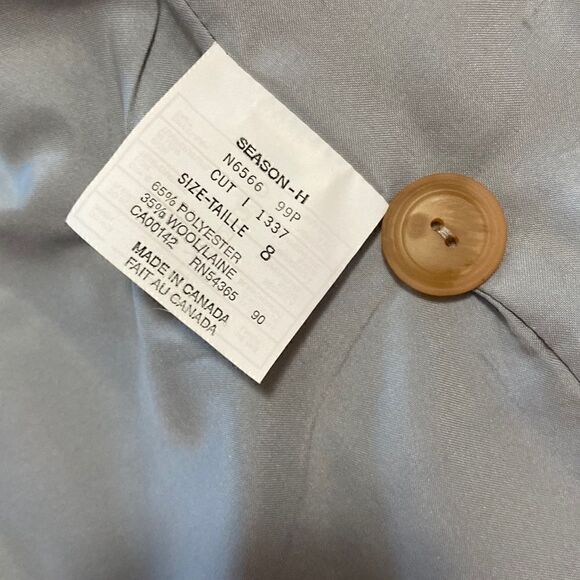 SEASON-H
N6566 99P
CUT I 1337
SIZE-TAILLE 8
65% POLYESTER
35% WOOL/LAINE
CA00142 RN54365 90
MADE IN CANADA
FAIT AU CANADA